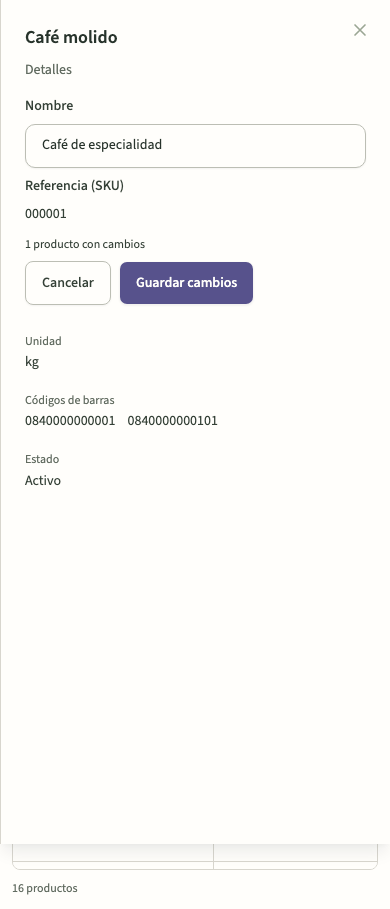 Café molido
Detalles
Nombre
Café de especialidad
Referencia (SKU)
000001
1 producto con cambios
Cancelar Guardar cambios
Unidad
kg
Códigos de barras
0840000000001 0840000000101
Estado
Activo
16 productos